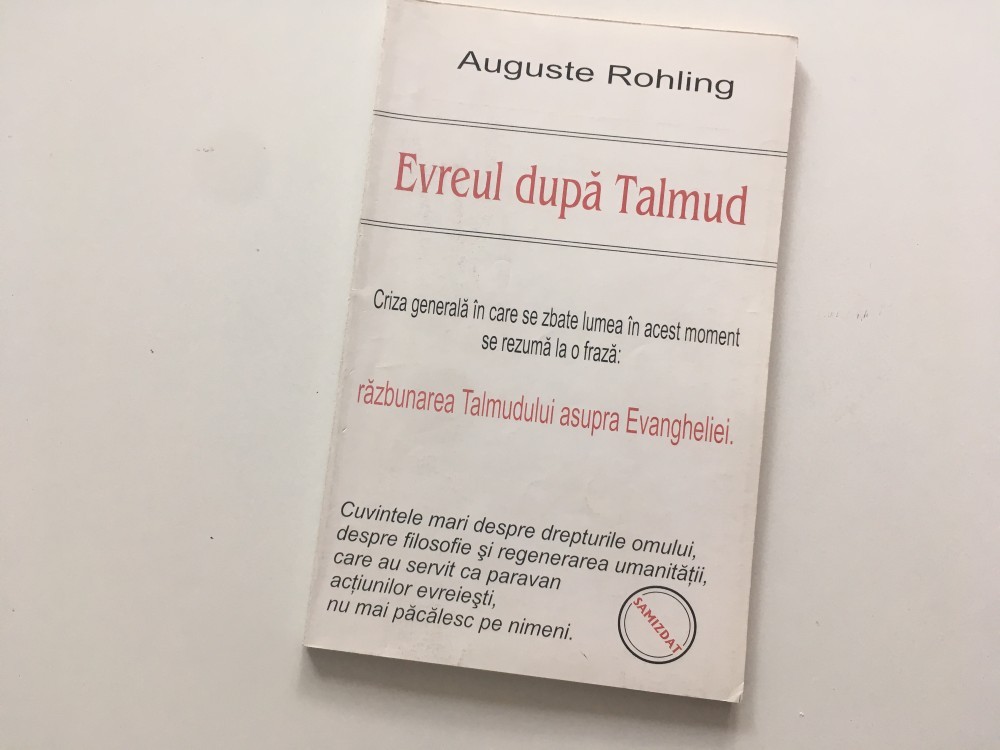 Auguste Rohling
Evreul după Talmud
Criza generală în care se zbate lumea în acest moment
se rezumă la o frază:
răzbunarea Talmudului asupra Evangheliei.
Cuvintele mari despre drepturile omului,
despre filosofie şi regenerarea umanităţii,
care au servit ca paravan
acţiunilor evreieşti,
nu mai păcălesc pe nimeni.
SAMIZDAT